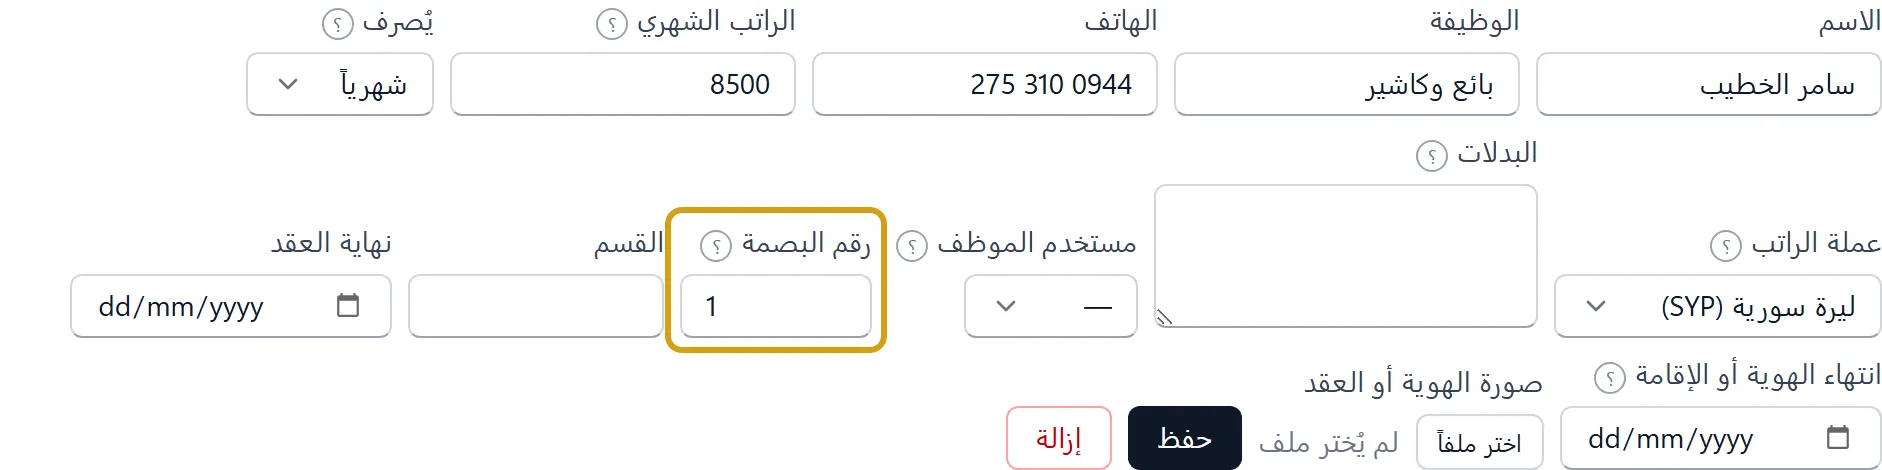 الاسم الوظيفة الهاتف الراتب الشهري ؟ يُصرف ؟
سامر الخطيب بائع وكاشير 275 310 0944 8500 شهرياً
البدلات ؟
عملة الراتب ؟ مستخدم الموظف ؟ رقم البصمة ؟ القسم نهاية العقد
ليرة سورية (SYP) — 1 dd/mm/yyyy
انتهاء الهوية أو الإقامة ؟ صورة الهوية أو العقد
dd/mm/yyyy اختر ملفاً لم يُختر ملف حفظ إزالة